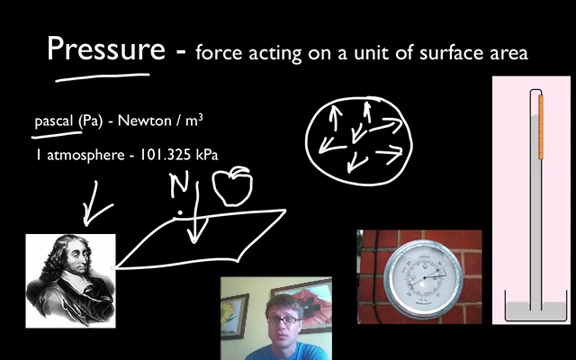 Pressure - force acting on a unit of surface area
pascal (Pa) - Newton / m³
1 atmosphere - 101.325 kPa
N